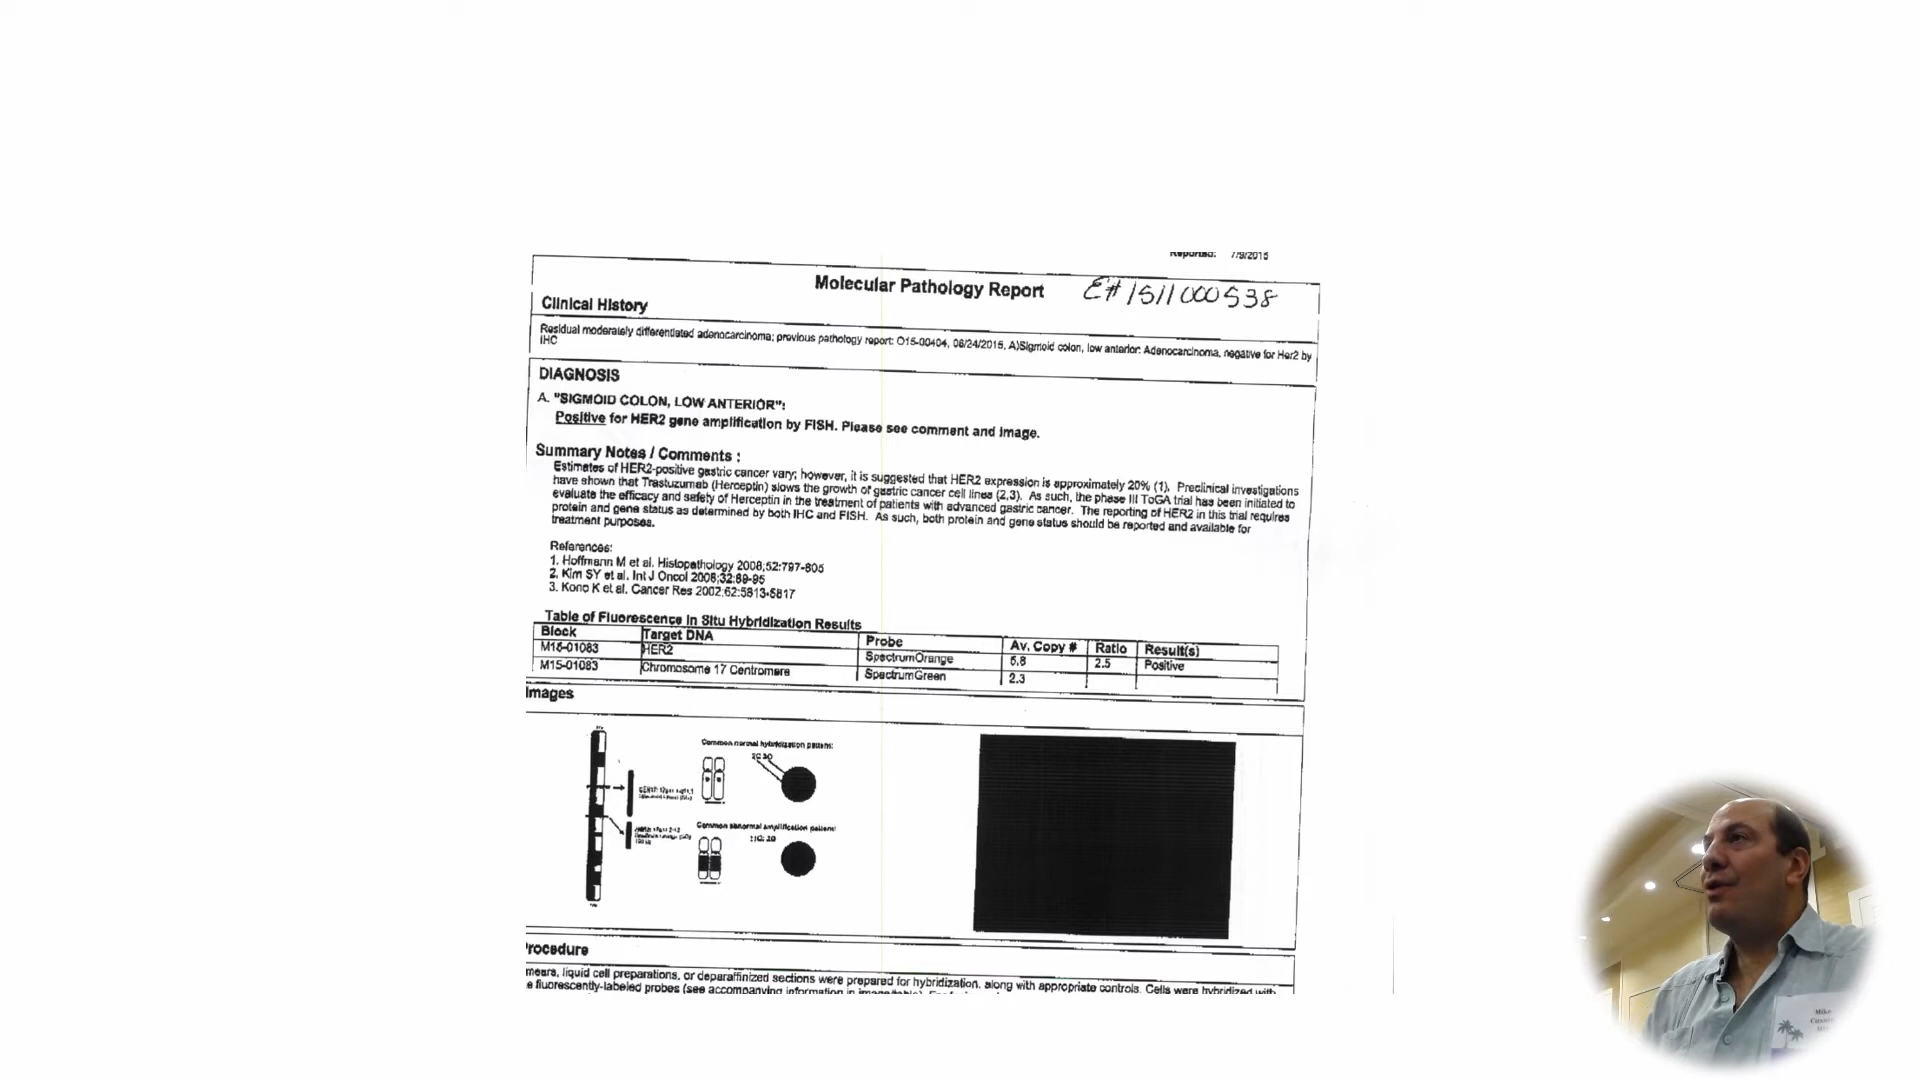 Reported: 7/9/2015
Molecular Pathology Report E# 1511000538
Clinical History
Residual moderately differentiated adenocarcinoma; previous pathology report: O15-00404, 06/24/2015, A)Sigmoid colon, low anterior: Adenocarcinoma, negative for Her2 by
IHC
DIAGNOSIS
A. "SIGMOID COLON, LOW ANTERIOR":
Positive for HER2 gene amplification by FISH. Please see comment and image.
Summary Notes / Comments :
Estimates of HER2-positive gastric cancer vary; however, it is suggested that HER2 expression is approximately 20% (1). Preclinical investigations
have shown that Trastuzumab (Herceptin) slows the growth of gastric cancer cell lines (2,3). As such, the phase III ToGA trial has been initiated to
evaluate the efficacy and safety of Herceptin in the treatment of patients with advanced gastric cancer. The reporting of HER2 in this trial requires
protein and gene status as determined by both IHC and FISH. As such, both protein and gene status should be reported and available for
treatment purposes.
References:
1. Hoffmann M et al. Histopathology 2008;52:797-805
2. Kim SY et al. Int J Oncol 2008;32:89-95
3. Kono K et al. Cancer Res 2002;62:5813-5817
Table of Fluorescence In Situ Hybridization Results
Block Target DNA Probe Av. Copy # Ratio Result(s)
M15-01083 HER2 SpectrumOrange 5.8 2.5 Positive
M15-01083 Chromosome 17 Centromere SpectrumGreen 2.3
Images
Common normal hybridization pattern:
Common abnormal amplification pattern:
rocedure
mears, liquid cell preparations, or deparaffinized sections were prepared for hybridization, along with appropriate controls. Cells were hybridized with
e fluorescently-labeled probes (see accompanying information in image/table).